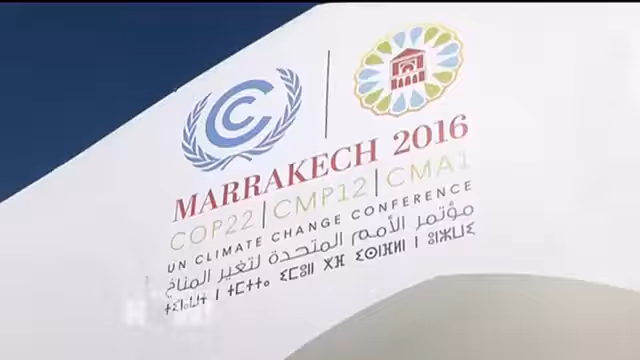 MARRAKECH 2016
COP22 | CMP12 | CMA1
UN CLIMATE CHANGE CONFERENCE
مؤتمر الأمم المتحدة لتغير المناخ